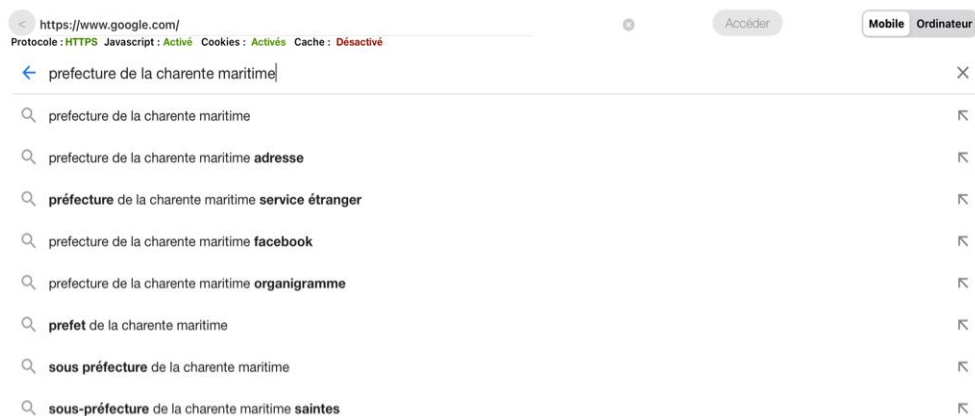 < https://www.google.com/ Accéder Mobile Ordinateur
Protocole : HTTPS Javascript : Activé Cookies : Activés Cache : Désactivé
prefecture de la charente maritime
prefecture de la charente maritime
prefecture de la charente maritime adresse
préfecture de la charente maritime service étranger
prefecture de la charente maritime facebook
prefecture de la charente maritime organigramme
prefet de la charente maritime
sous préfecture de la charente maritime
sous-préfecture de la charente maritime saintes